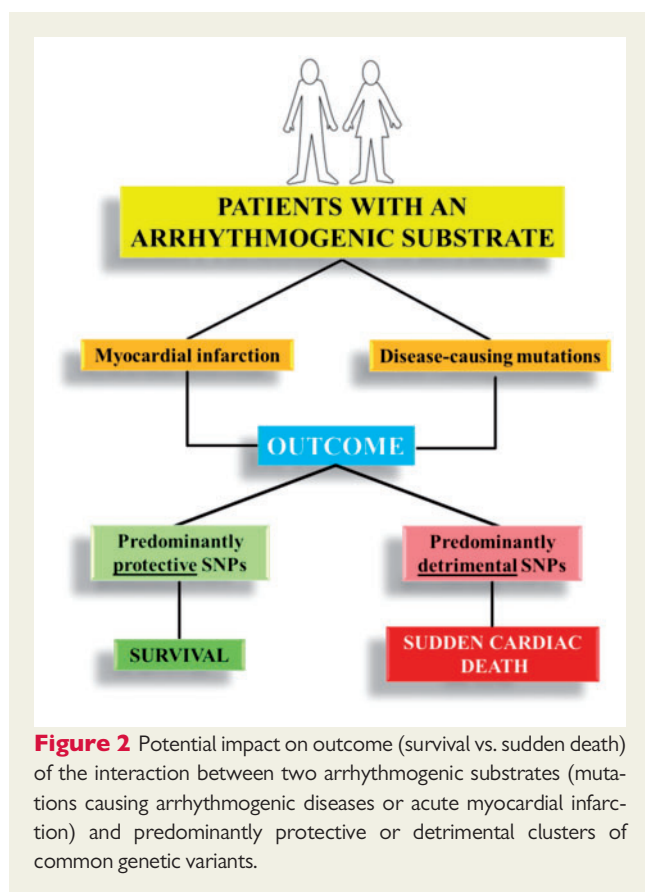 PATIENTS WITH AN
ARRHYTHMOGENIC SUBSTRATE
Myocardial infarction
Disease-causing mutations
OUTCOME
Predominantly
protective SNPs
Predominantly
detrimental SNPs
SURVIVAL
SUDDEN CARDIAC
DEATH
Figure 2 Potential impact on outcome (survival vs. sudden death)
of the interaction between two arrhythmogenic substrates (muta-
tions causing arrhythmogenic diseases or acute myocardial infarc-
tion) and predominantly protective or detrimental clusters of
common genetic variants.